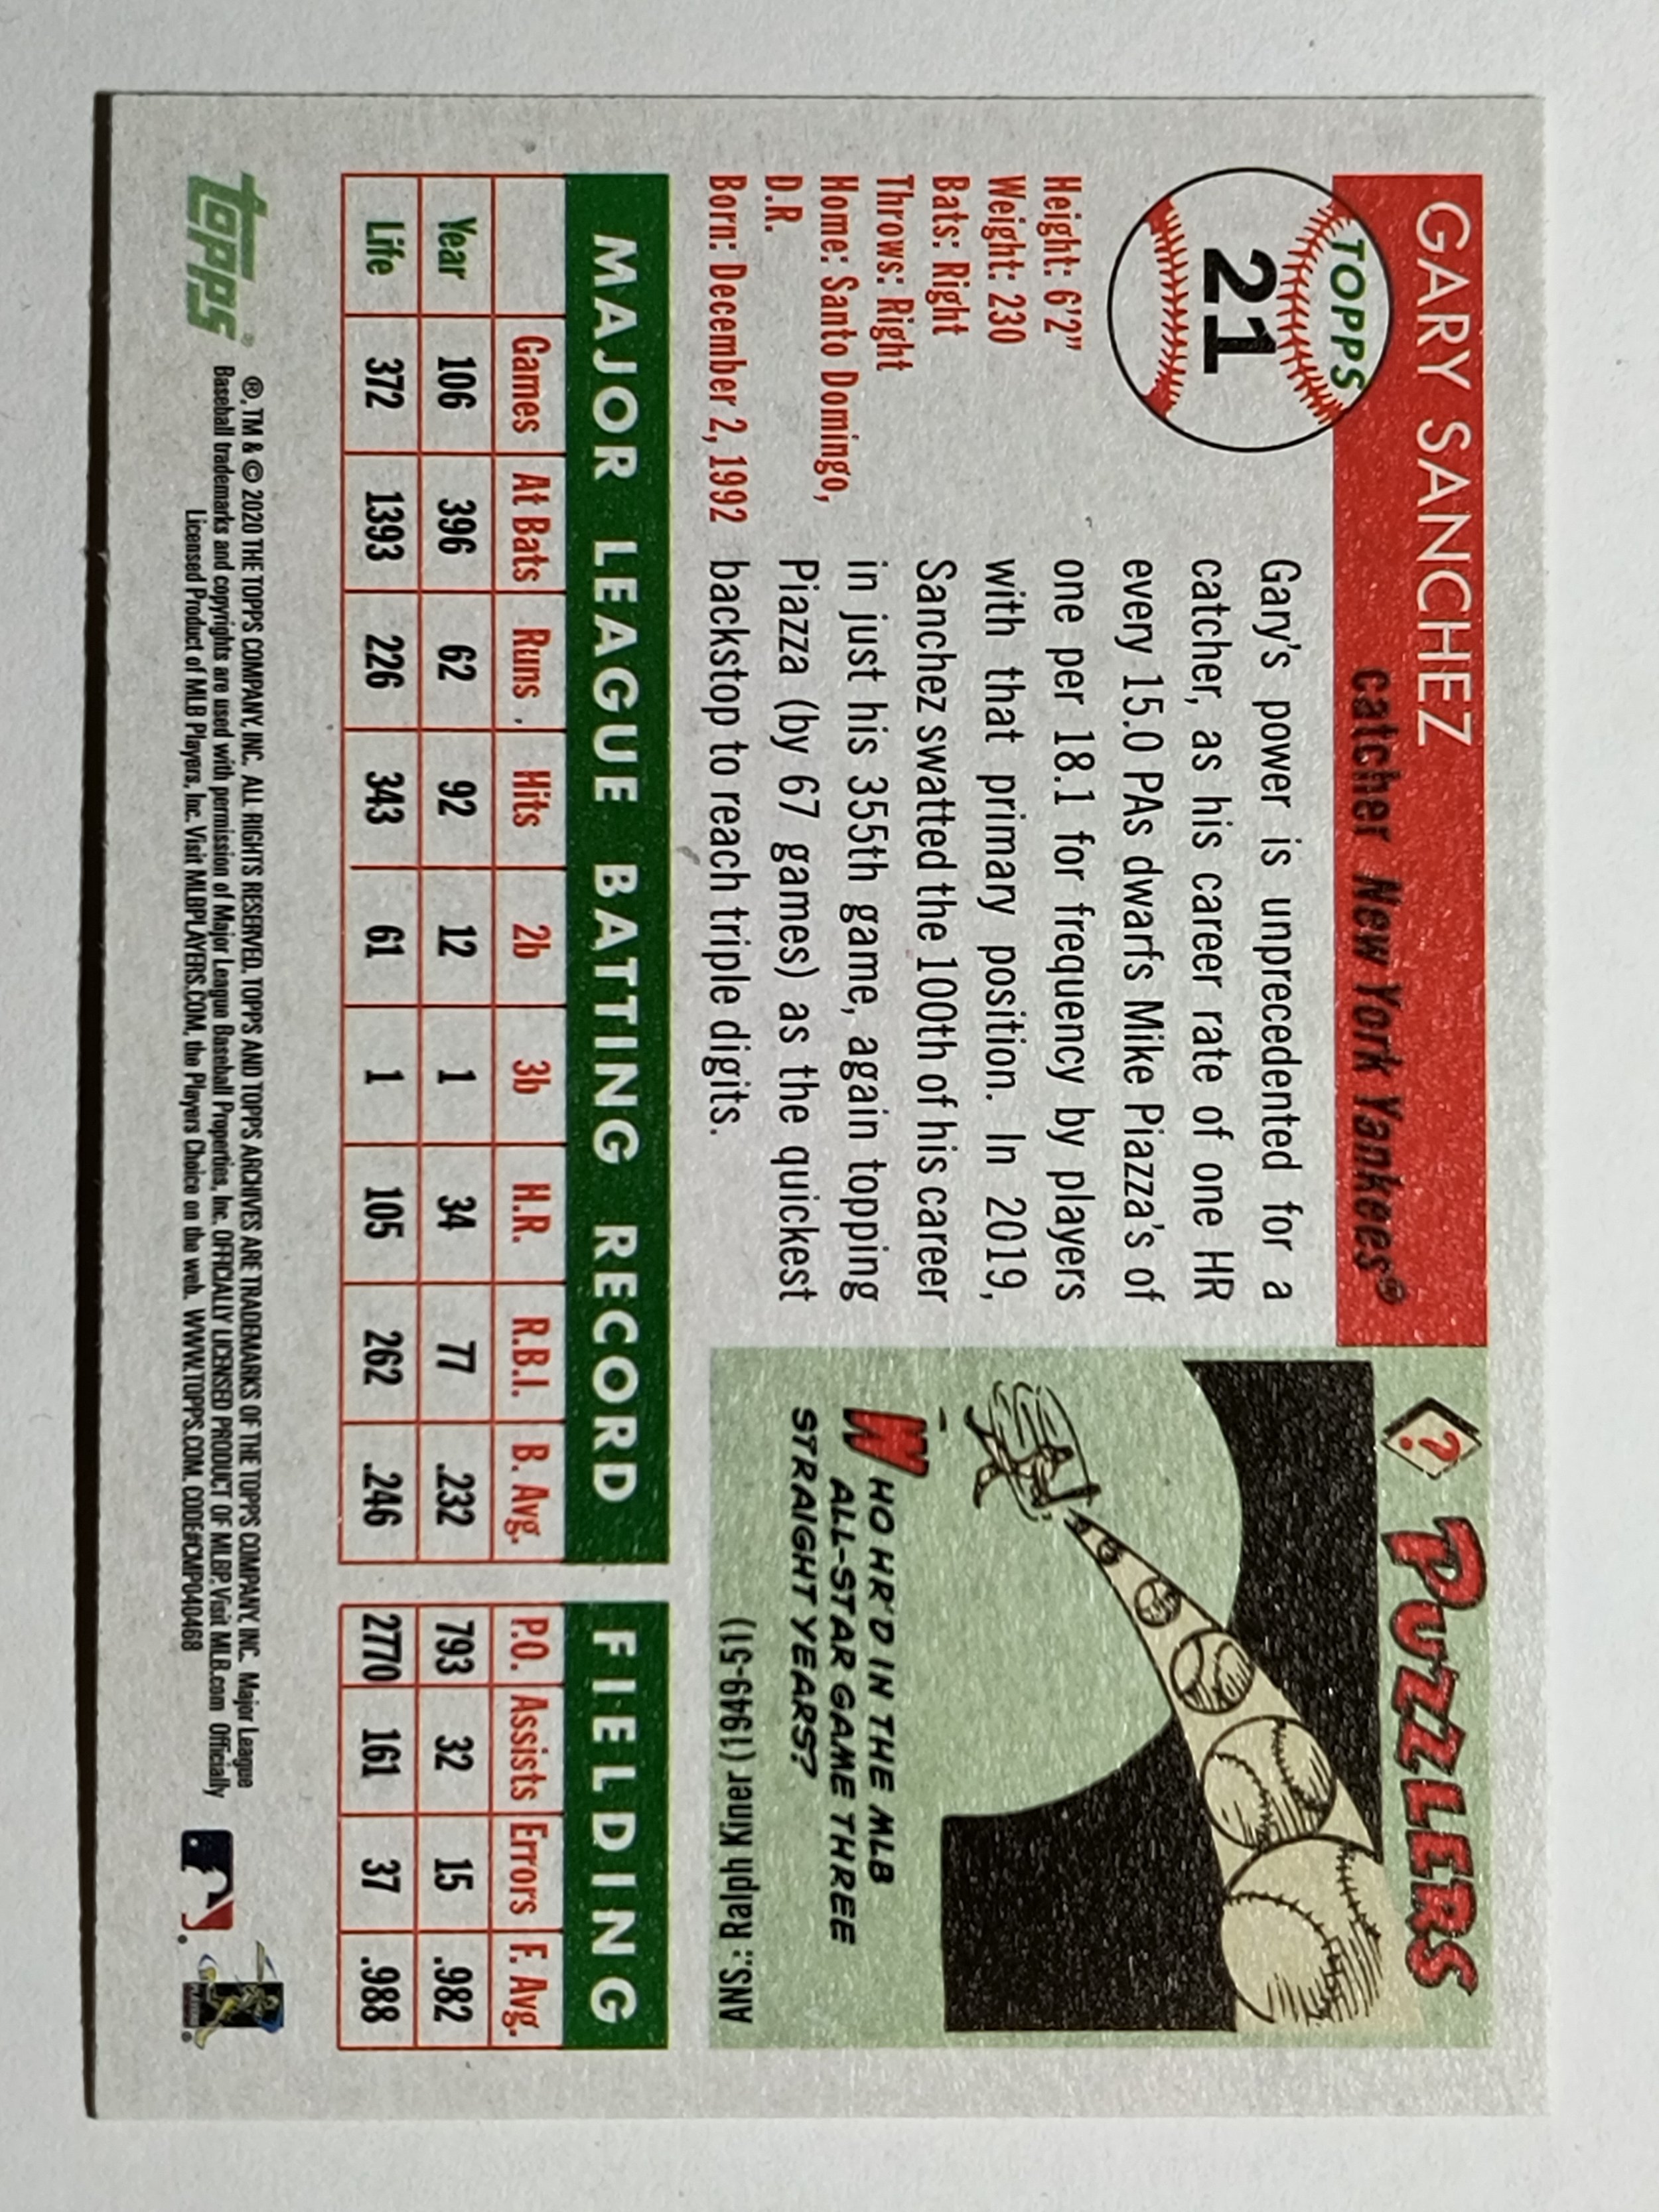 GARY SANCHEZ
catcher New York Yankees®
TOPPS
21
Height: 6'2"
Weight: 230
Bats: Right
Throws: Right
Home: Santo Domingo,
D.R.
Born: December 2, 1992
Gary's power is unprecedented for a
catcher, as his career rate of one HR
every 15.0 PAs dwarfs Mike Piazza's of
one per 18.1 for frequency by players
with that primary position. In 2019,
Sanchez swatted the 100th of his career
in just his 355th game, again topping
Piazza (by 67 games) as the quickest
backstop to reach triple digits.
? PUZZLERS
WHO HR'D IN THE MLB
ALL-STAR GAME THREE
STRAIGHT YEARS?
ANS.: Ralph Kiner (1949-51)
MAJOR LEAGUE BATTING RECORD FIELDING
Games At Bats Runs Hits 2b 3b H.R. R.B.I. B. Avg. P.O. Assists Errors F. Avg.
Year 106 396 62 92 12 1 34 77 .232 793 32 15 .982
Life 372 1393 226 343 61 1 105 262 .246 2770 161 37 .988
topps®
®, TM & © 2020 THE TOPPS COMPANY, INC. ALL RIGHTS RESERVED. TOPPS AND TOPPS ARCHIVES ARE TRADEMARKS OF THE TOPPS COMPANY, INC. Major League
Baseball trademarks and copyrights are used with permission of Major League Baseball Properties, Inc. OFFICIALLY LICENSED PRODUCT OF MLBP. Visit MLB.com Officially
Licensed Product of MLB Players, Inc. Visit MLBPLAYERS.COM, the Players Choice on the web. WWW.TOPPS.COM. CODE#CMP040468